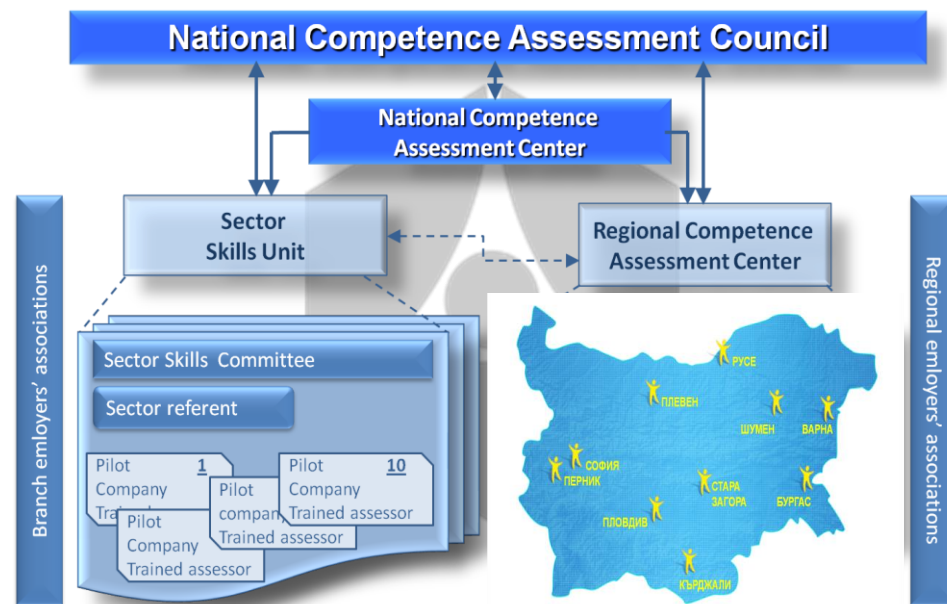 National Competence Assessment Council
National Competence
Assessment Center
Sector
Skills Unit
Regional Competence
Assessment Center
Branch emloyers' associations
Regional emloyers' associations
Sector Skills Committee
Sector referent
Pilot 1
Company
Pilot
Company
Trained assessor
Pilot
company
assessor
Pilot 10
Company
Trained assessor
РУСЕ
ПЛЕВЕН
ШУМЕН
ВАРНА
СОФИЯ
ПЕРНИК
СТАРА
ЗАГОРА
БУРГАС
ПЛОВДИВ
КЪРДЖАЛИ